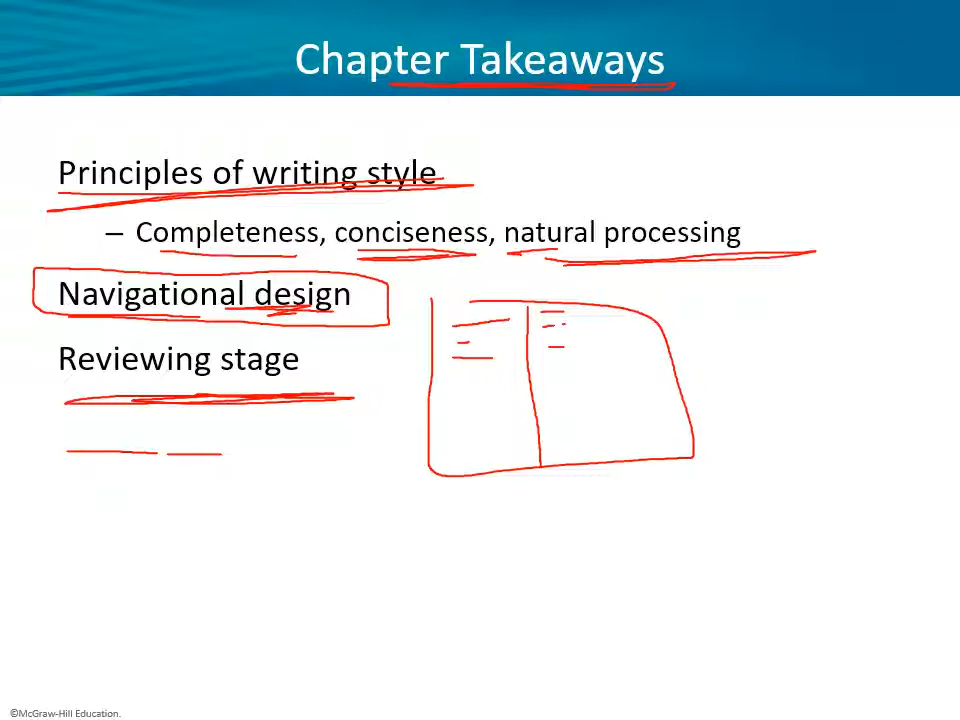 Chapter Takeaways
Principles of writing style
– Completeness, conciseness, natural processing
Navigational design
Reviewing stage
©McGraw-Hill Education.